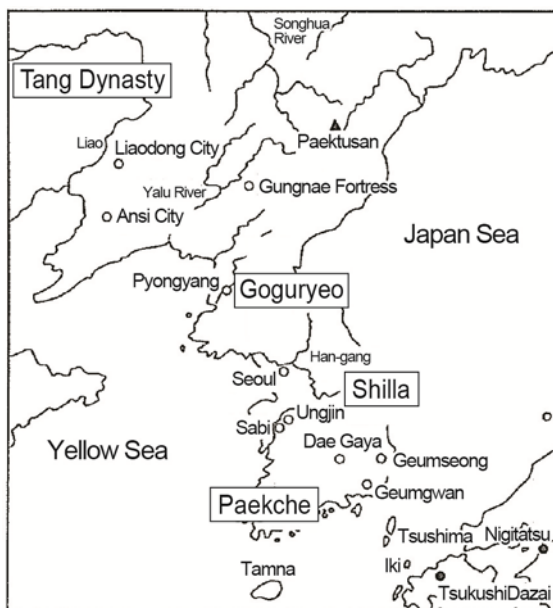 Songhua
River
Tang Dynasty
Paektusan
Liao
Liaodong City
Yalu River
Gungnae Fortress
Ansi City
Japan Sea
Pyongyang
Goguryeo
Han-gang
Seoul
Shilla
Ungjin
Sabi
Yellow Sea
Dae Gaya
Geumseong
Geumgwan
Paekche
Tsushima
Nigitatsu
Iki
Tamna
TsukushiDazai